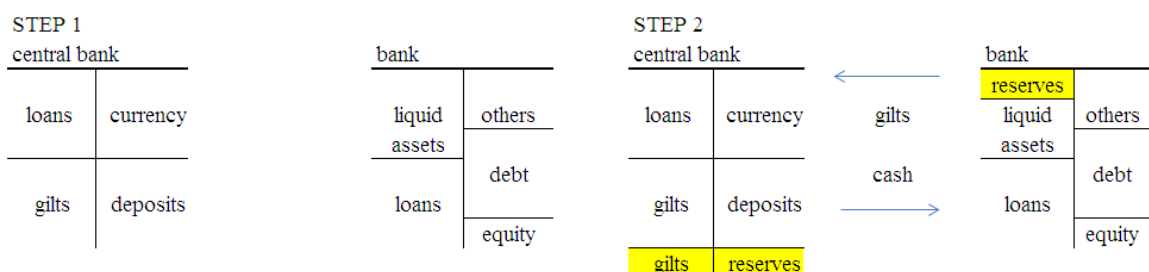 STEP 1
central bank
loans currency
gilts deposits
bank
liquid others
assets
debt
loans
equity
STEP 2
central bank
loans currency
gilts deposits
gilts reserves
gilts
cash
bank
reserves
liquid others
assets
debt
loans
equity